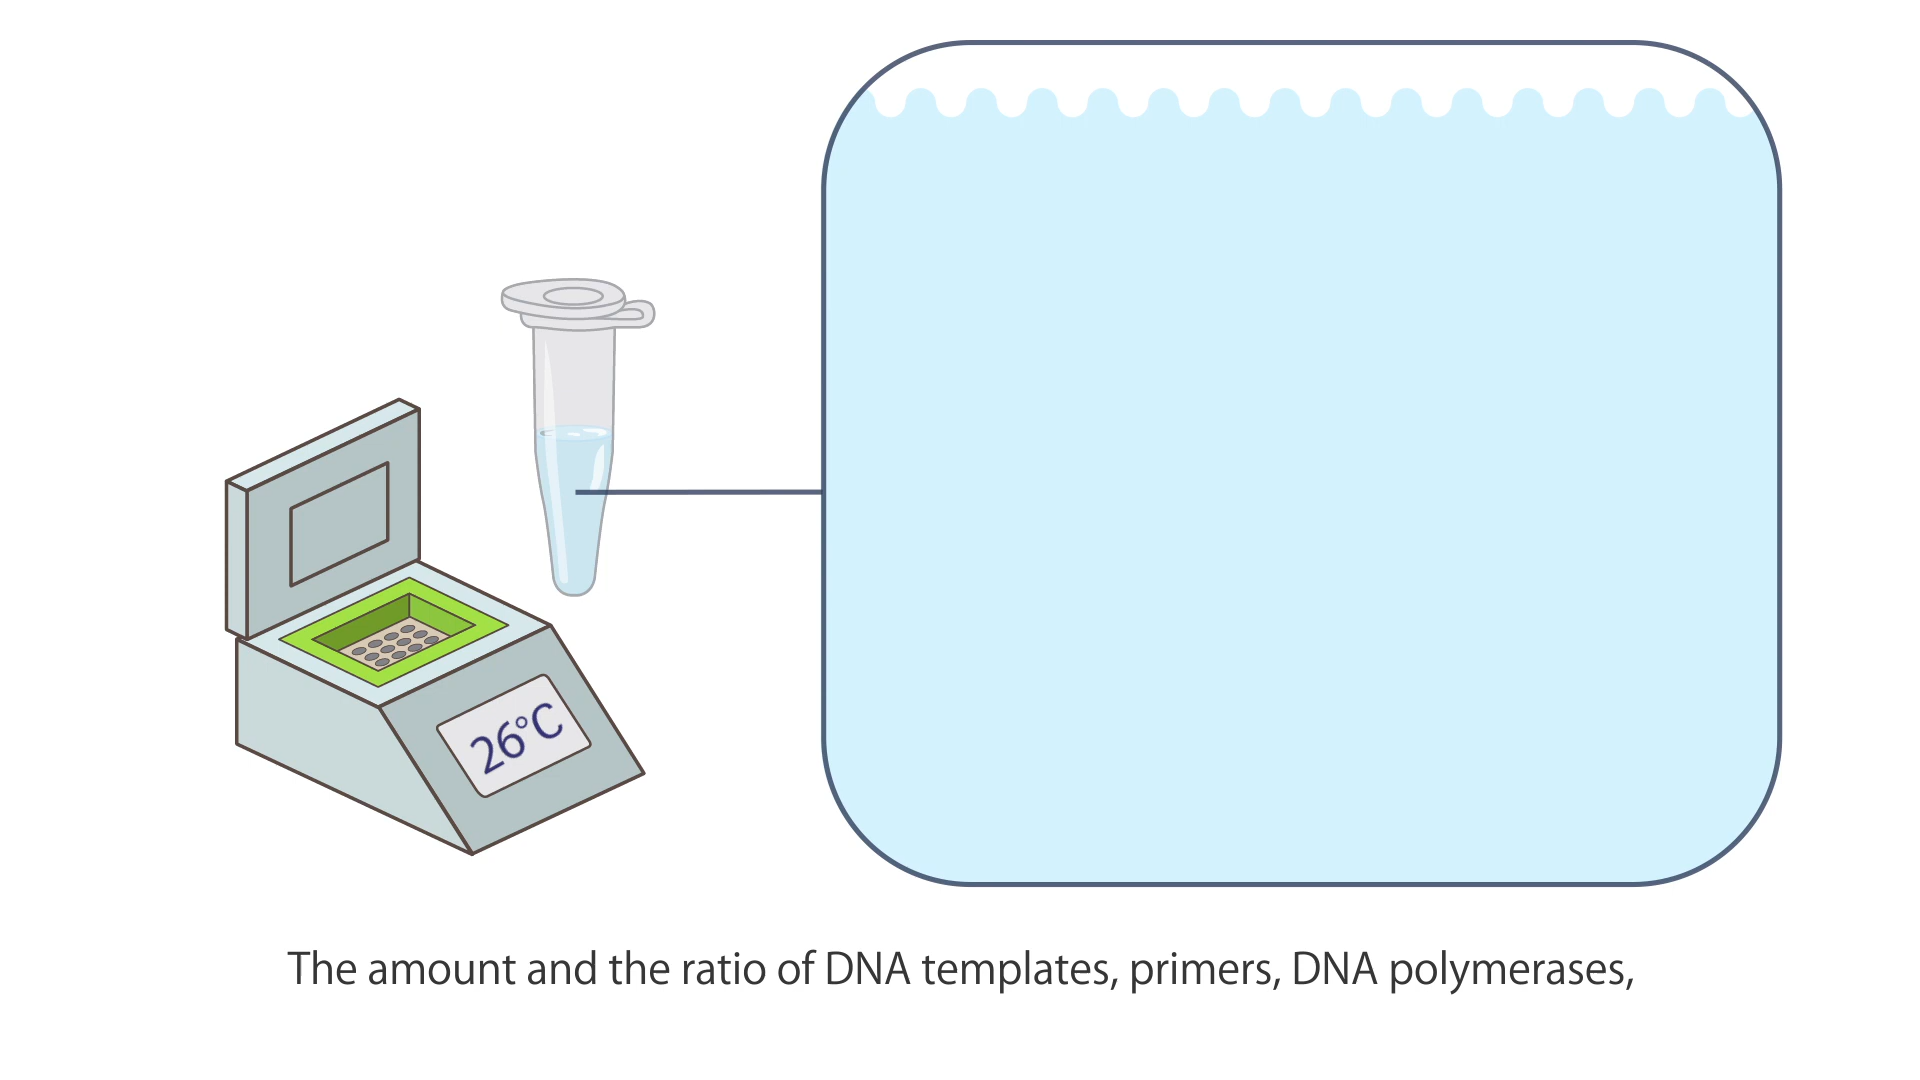 26°C
The amount and the ratio of DNA templates, primers, DNA polymerases,